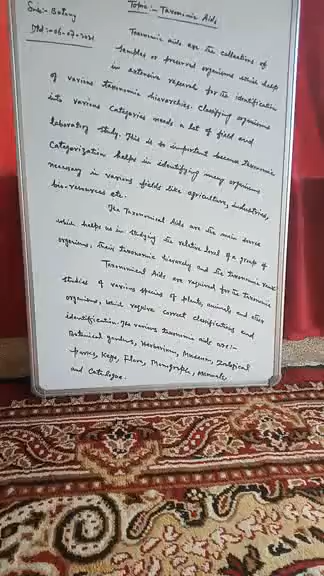 Sub:- Botany
Topic:- Taxonomic Aids
Dtd:-06-07-2021
Taxonomic aids are the collections of
samples or preserved organisms which helps
in extensive research for the identification
of various taxonomic hierarchies. Classifying organisms
into various categories needs a lot of field and
laboratory study. This is so important because taxonomic
Categorization helps in identifying many organisms
necessary in various fields like agriculture, industries,
bio-resources etc.
The Taxonomical Aids are the main source
which helps us in studying the relative level of a group of
organisms, their taxonomic hierarchy and the taxonomic rank
Taxonomical Aids are required for the taxonomic
studies of various species of plants, animals, and other
organisms, which require correct classification and
identification. The various taxonomic aids are:-
Botanical gardens, Herbarium, Museum, Zoological
parks, Keys, Flora, Monograph, Manuals
and Catalogue.